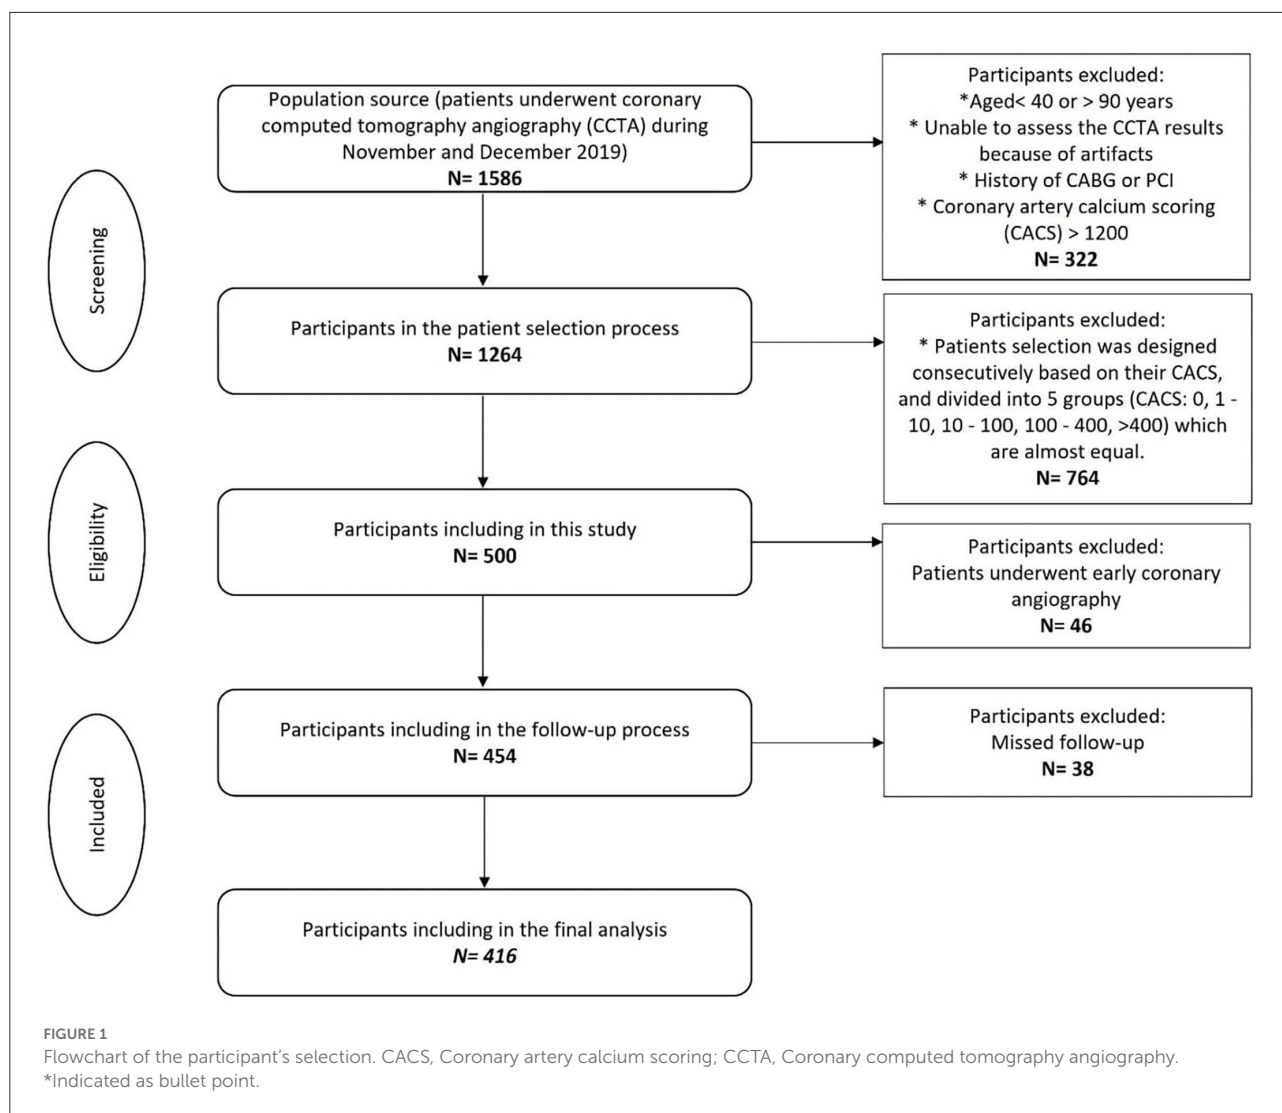 Population source (patients underwent coronary
computed tomography angiography (CCTA) during
November and December 2019)
N= 1586
Participants excluded:
*Aged< 40 or > 90 years
* Unable to assess the CCTA results
because of artifacts
* History of CABG or PCI
* Coronary artery calcium scoring
(CACS) > 1200
N= 322
Screening
Participants in the patient selection process
N= 1264
Participants excluded:
* Patients selection was designed
consecutively based on their CACS,
and divided into 5 groups (CACS: 0, 1 -
10, 10 - 100, 100 - 400, >400) which
are almost equal.
N= 764
Eligibility
Participants including in this study
N= 500
Participants excluded:
Patients underwent early coronary
angiography
N= 46
Included
Participants including in the follow-up process
N= 454
Participants excluded:
Missed follow-up
N= 38
Participants including in the final analysis
N= 416
FIGURE 1
Flowchart of the participant's selection. CACS, Coronary artery calcium scoring; CCTA, Coronary computed tomography angiography.
*Indicated as bullet point.